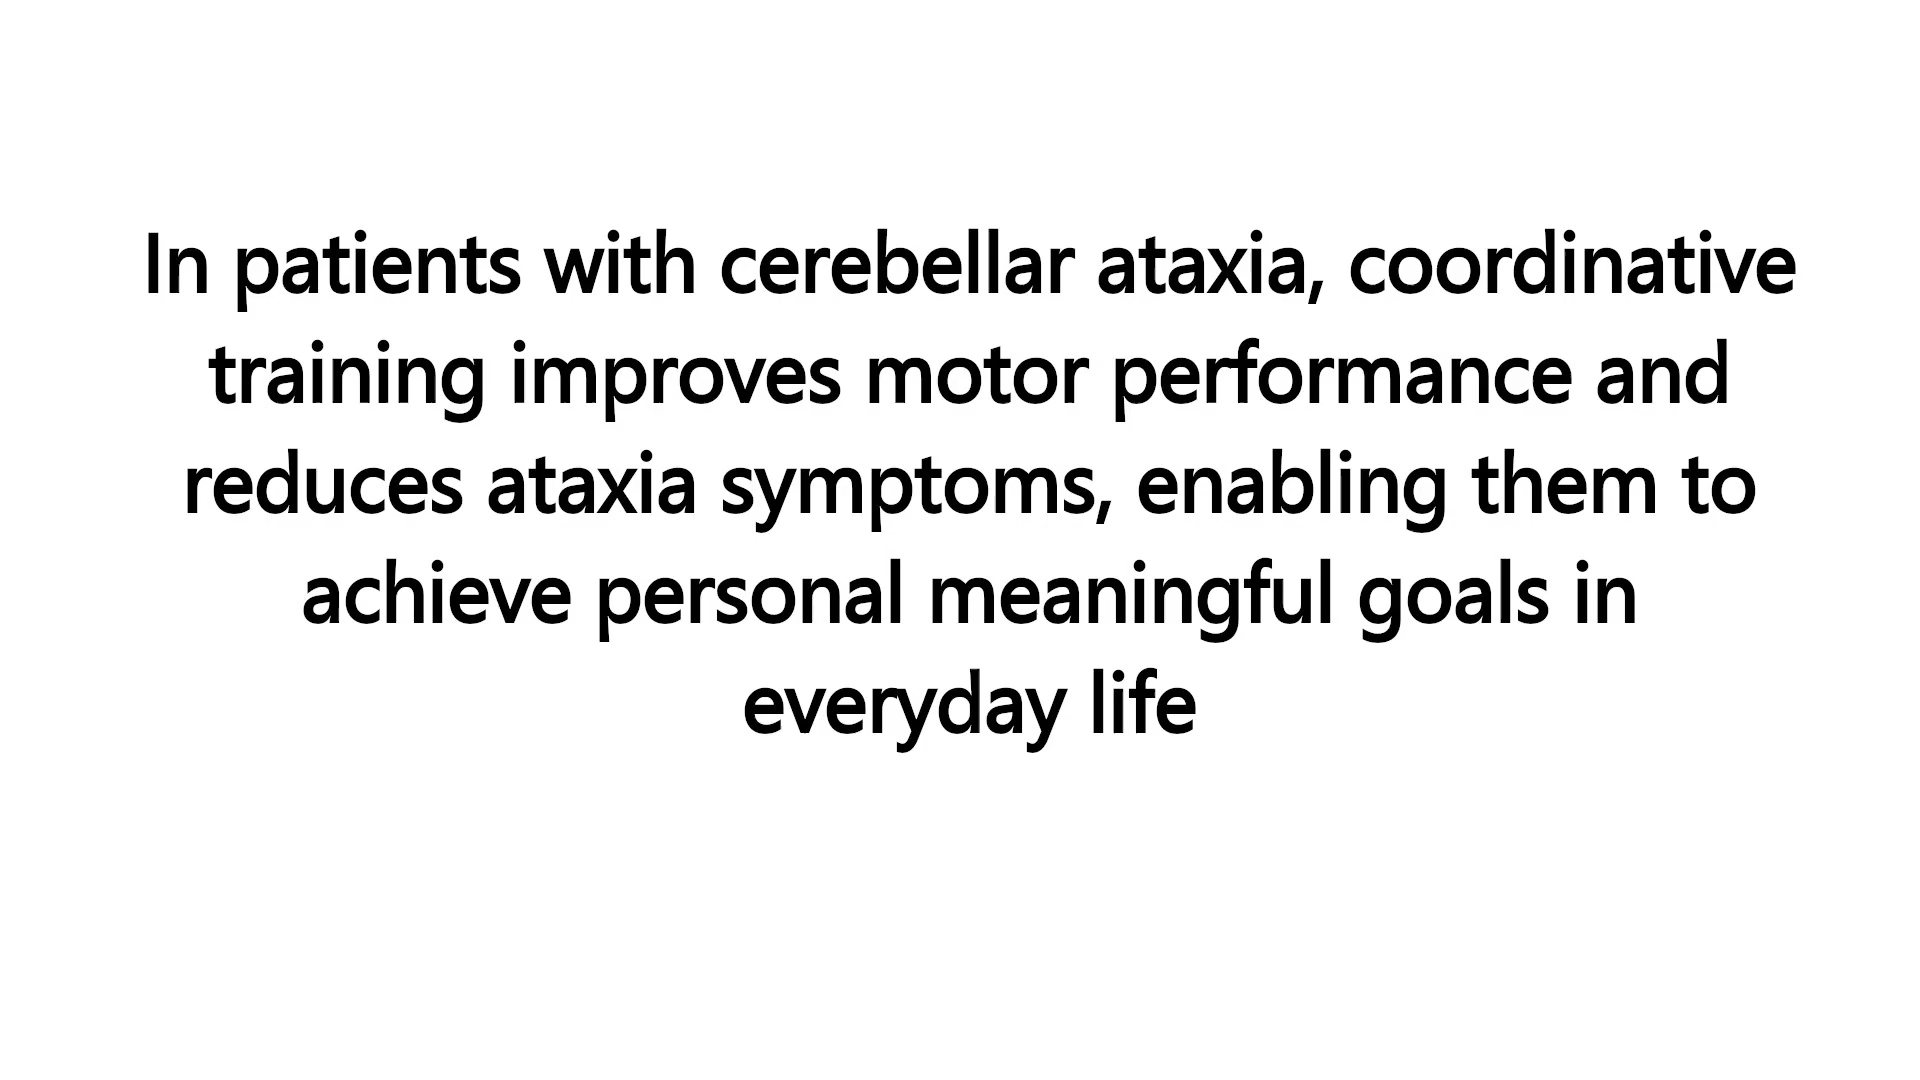 In patients with cerebellar ataxia, coordinative
training improves motor performance and
reduces ataxia symptoms, enabling them to
achieve personal meaningful goals in
everyday life